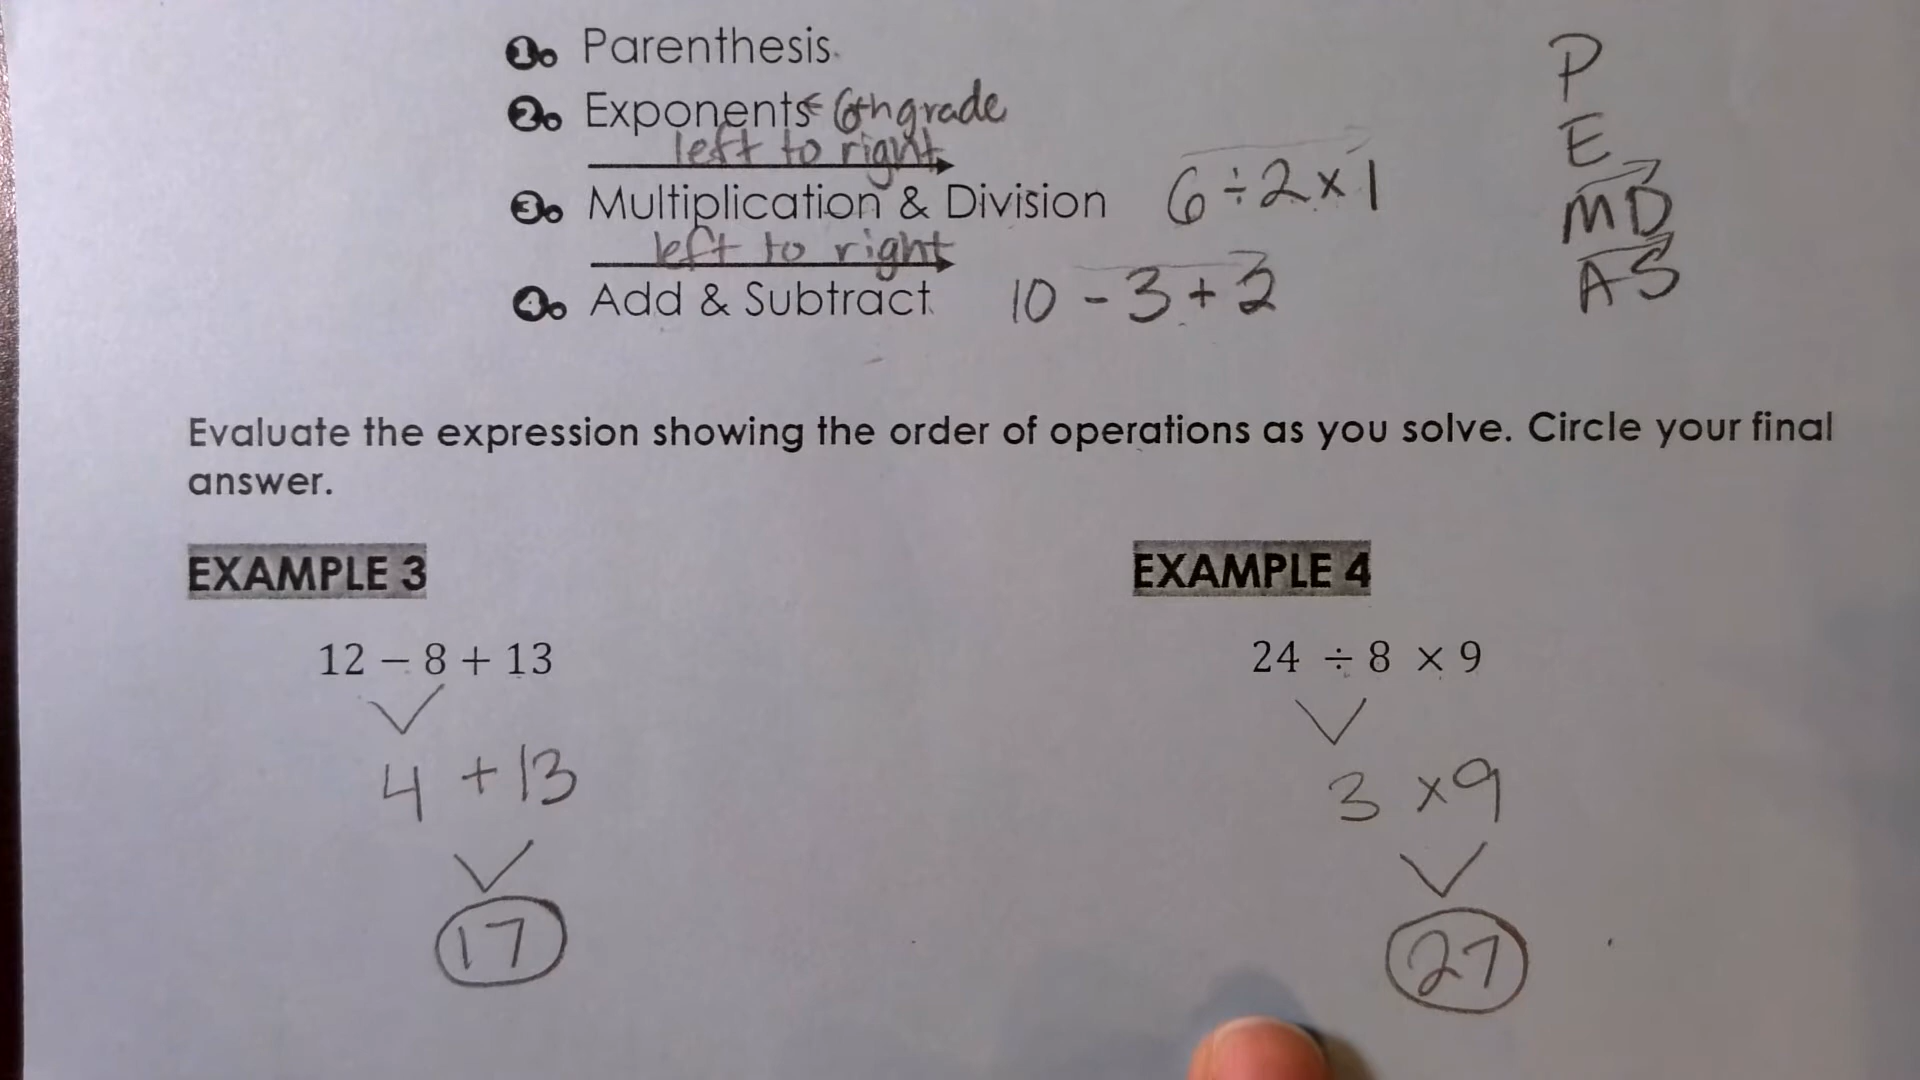 1. Parenthesis
2. Exponents ← 6th grade
left to right
3. Multiplication & Division 6 ÷ 2 × 1
left to right
4. Add & Subtract 10 - 3 + 2
P
E
MD
AS
Evaluate the expression showing the order of operations as you solve. Circle your final
answer.
EXAMPLE 3
12 − 8 + 13
4 + 13
17
EXAMPLE 4
24 ÷ 8 × 9
3 × 9
27